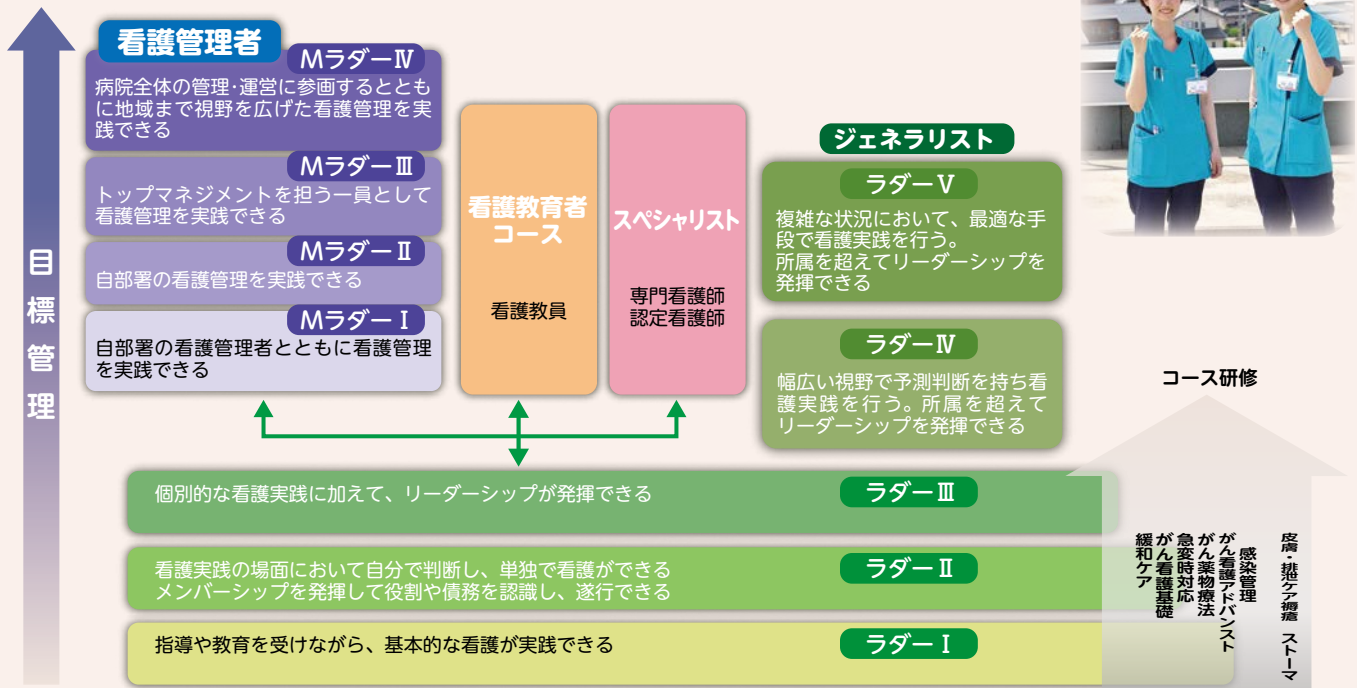 目標管理
看護管理者
MラダーⅣ
病院全体の管理・運営に参画するととも
に地域まで視野を広げた看護管理を実
践できる
MラダーⅢ
トップマネジメントを担う一員として
看護管理を実践できる
MラダーⅡ
自部署の看護管理を実践できる
MラダーⅠ
自部署の看護管理者とともに看護管理
を実践できる
看護教育者
コース
看護教員
スペシャリスト
専門看護師
認定看護師
ジェネラリスト
ラダーⅤ
複雑な状況において、最適な手
段で看護実践を行う。
所属を超えてリーダーシップを
発揮できる
ラダーⅣ
幅広い視野で予測判断を持ち看
護実践を行う。所属を超えて
リーダーシップを発揮できる
個別的な看護実践に加えて、リーダーシップが発揮できる
ラダーⅢ
看護実践の場面において自分で判断し、単独で看護ができる
メンバーシップを発揮して役割や債務を認識し、遂行できる
ラダーⅡ
指導や教育を受けながら、基本的な看護が実践できる
ラダーⅠ
コース研修
皮膚・排泄ケア褥瘡 ストーマ
感染管理
がん看護アドバンスト
がん薬物療法
急変時対応
がん看護基礎
緩和ケア